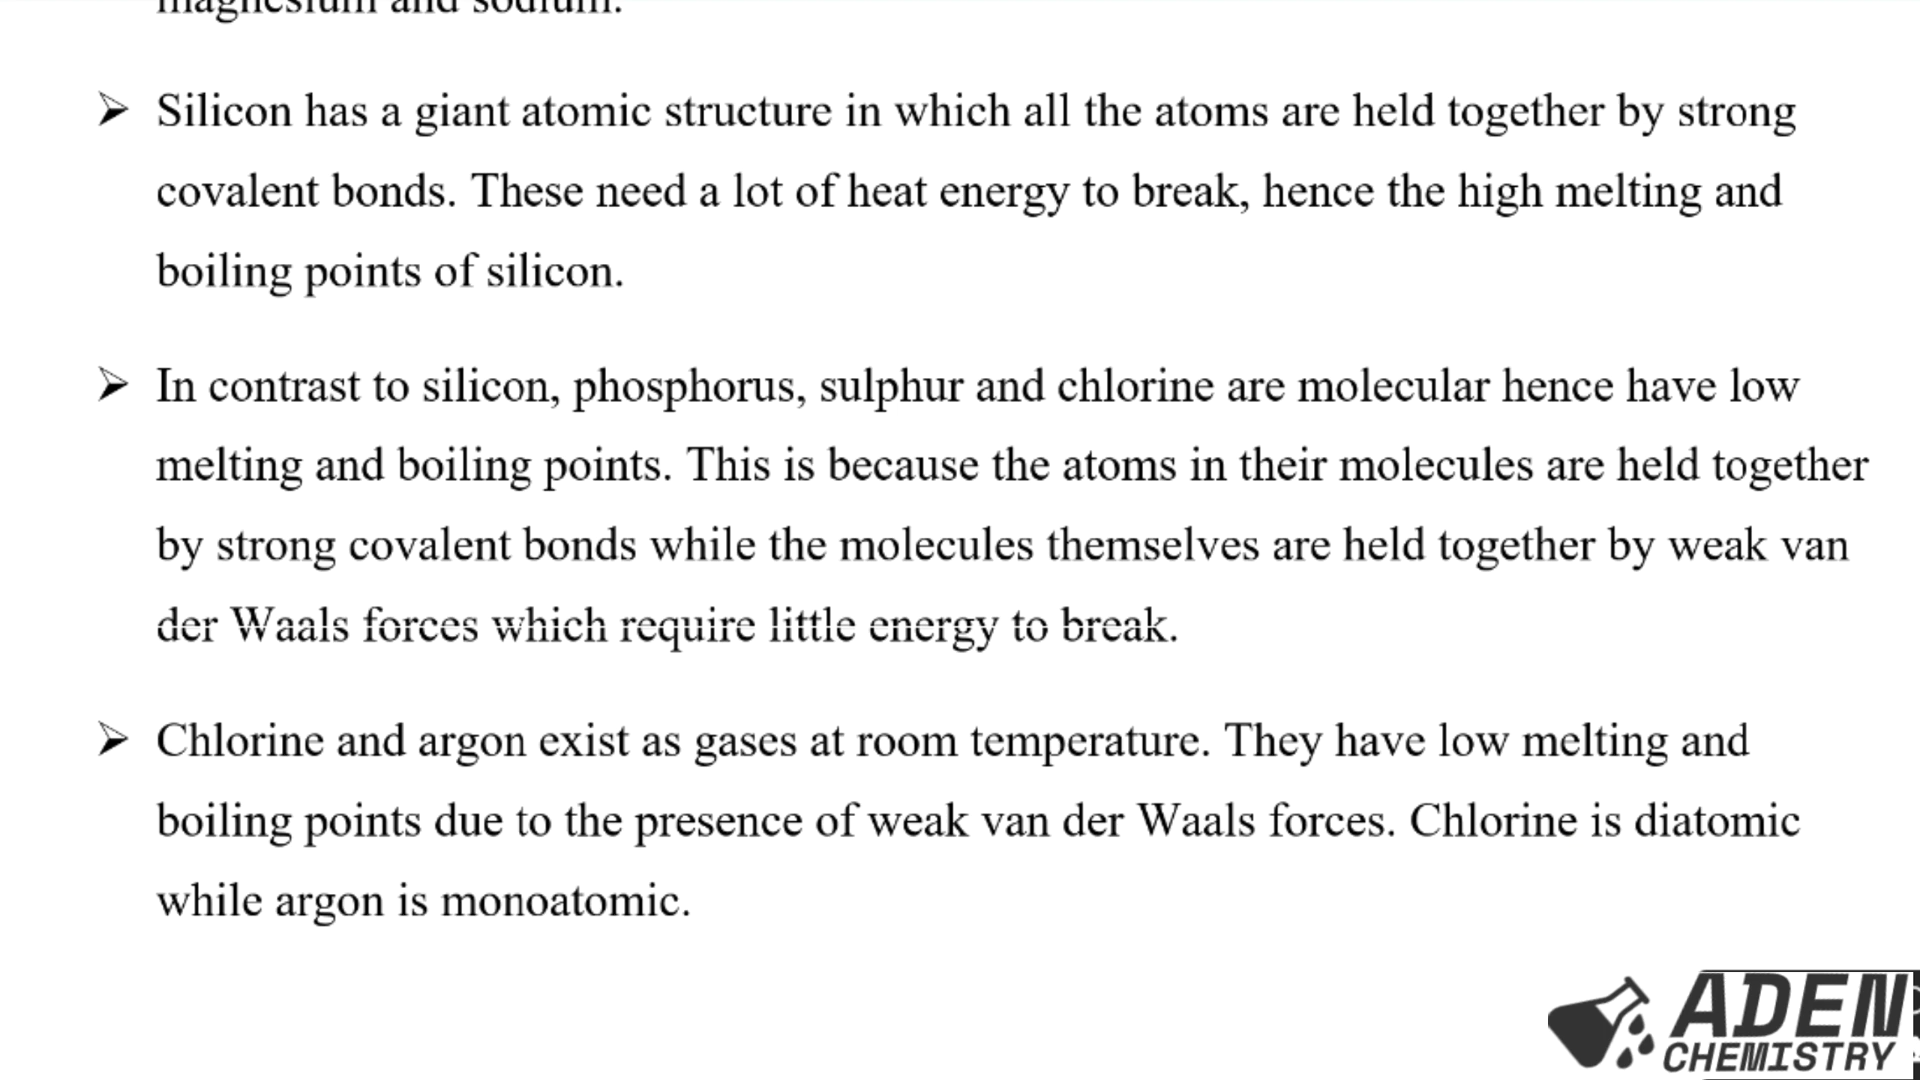 magnesium and sodium.
➢ Silicon has a giant atomic structure in which all the atoms are held together by strong
covalent bonds. These need a lot of heat energy to break, hence the high melting and
boiling points of silicon.
➢ In contrast to silicon, phosphorus, sulphur and chlorine are molecular hence have low
melting and boiling points. This is because the atoms in their molecules are held together
by strong covalent bonds while the molecules themselves are held together by weak van
der Waals forces which require little energy to break.
➢ Chlorine and argon exist as gases at room temperature. They have low melting and
boiling points due to the presence of weak van der Waals forces. Chlorine is diatomic
while argon is monoatomic.
ADEN
CHEMISTRY